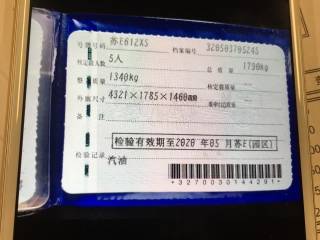 号牌号码 苏E612XS 档案编号 320503705245
核定载人数 5人 总质量 1790kg
整备质量 1340kg 核定载质量
外廓尺寸 4321×1785×1460mm 准牵引总质量
备注
检验有效期至2020年05月苏E(园区)
检验记录 汽油
*3270030144291*